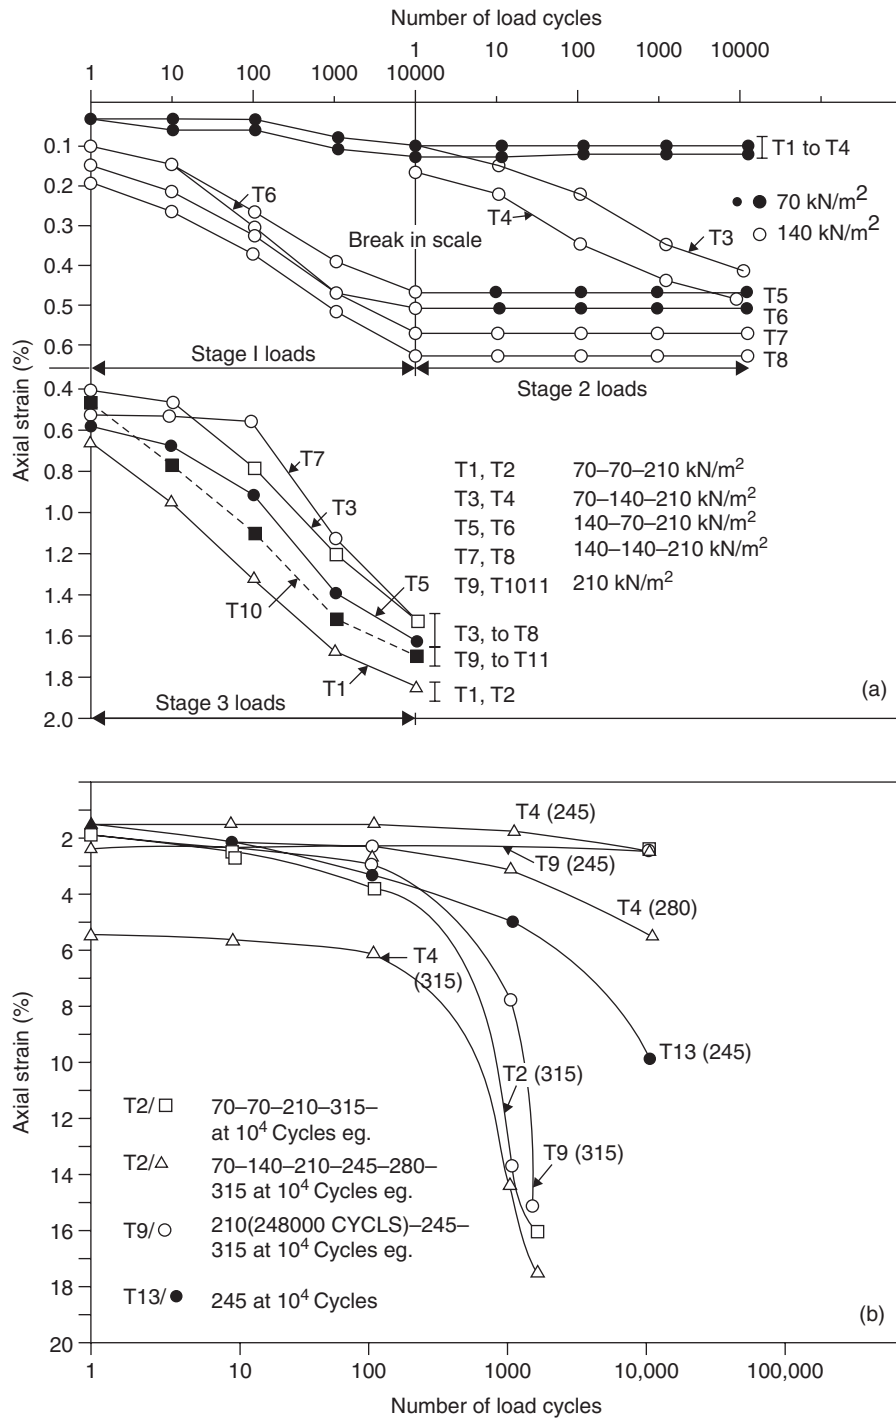 Number of load cycles
1 10 100 1000 10000
1 10 100 1000 10000
0.1
0.2
0.3
0.4
0.5
0.6
T1 to T4
T6
T4
T3
70 kN/m²
140 kN/m²
Break in scale
T5
T6
T7
T8
Stage I loads
Stage 2 loads
Axial strain (%)
0.4
0.6
0.8
1.0
1.2
1.4
1.6
1.8
2.0
T7
T3
T5
T10
T1
T1, T2 70–70–210 kN/m²
T3, T4 70–140–210 kN/m²
T5, T6 140–70–210 kN/m²
T7, T8 140–140–210 kN/m²
T9, T1011 210 kN/m²
T3, to T8
T9, to T11
T1, T2
Stage 3 loads
(a)
Axial strain (%)
2
4
6
8
10
12
14
16
18
20
T4 (245)
T9 (245)
T4 (280)
T4
(315)
T13 (245)
T2 (315)
T9 (315)
T2/ 70–70–210–315–
at 10⁴ Cycles eg.
T2/ 70–140–210–245–280–
315 at 10⁴ Cycles eg.
T9/ 210(248000 CYCLS)–245–
315 at 10⁴ Cycles eg.
T13/ 245 at 10⁴ Cycles
(b)
1 10 100 1000 10,000 100,000
Number of load cycles